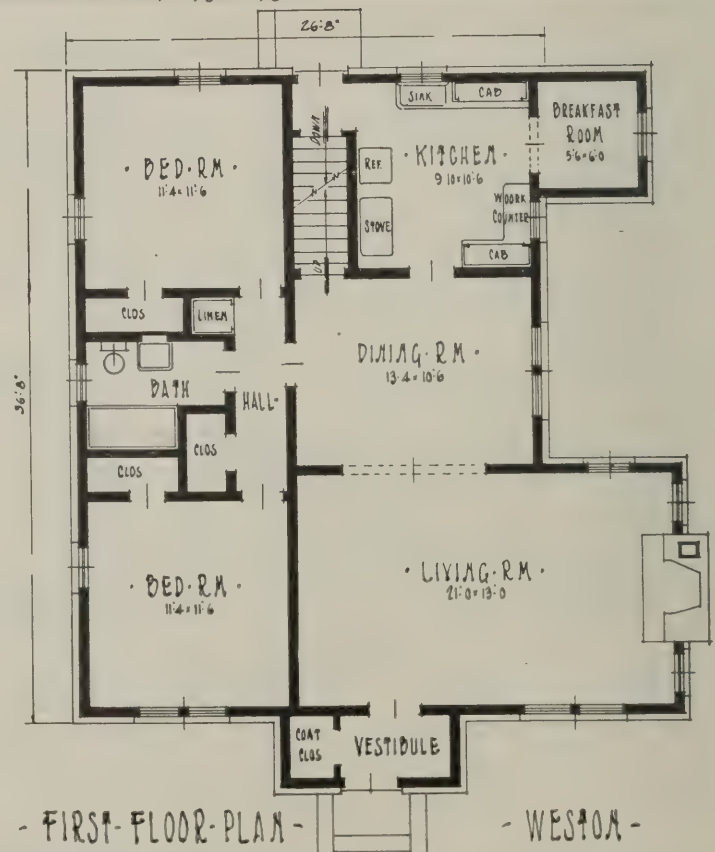 26'-8"
SINK
CAB
BREAKFAST
ROOM
5'-6×6'-0
DOWN
· BED·RM ·
11'-4×11'-6
REF.
· KITCHEN ·
9'-10×10'-6
STOVE
WOORK
COUNTER
CAB
UP
CLOS
LINEN
DINING·RM ·
13'-4×10'-6
36'-8"
BATH
HALL·
CLOS
CLOS
· BED·RM ·
11'-4×11'-6
· LIVING·RM ·
21'-0×13'-0
COAT
CLOS
VESTIBULE
- FIRST-FLOOR-PLAN -
- WESTON -